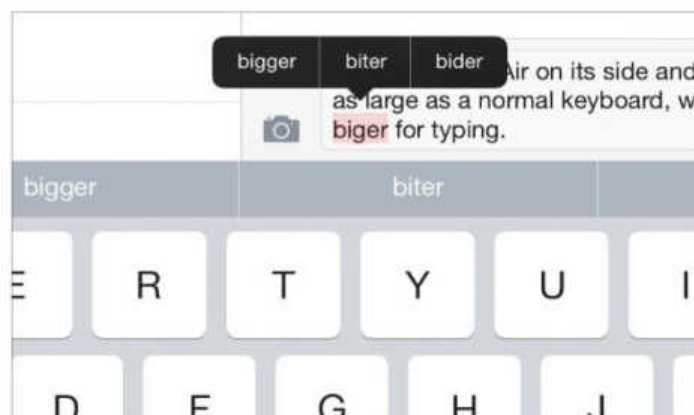 bigger biter bider
Air on its side and
as large as a normal keyboard, w
biger for typing.
bigger biter
E R T Y U I
D F G H J